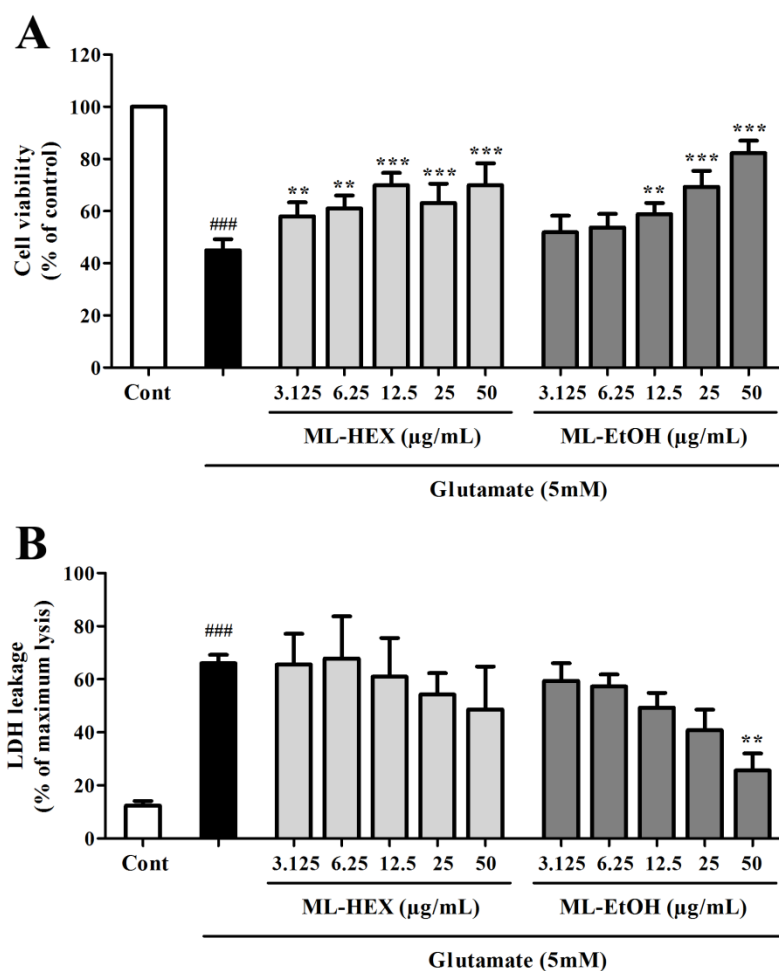 A
120
100
80
60
40
20
0
Cell viability
(% of control)
###
** ** *** *** ***
** *** ***
Cont
3.125 6.25 12.5 25 50
3.125 6.25 12.5 25 50
ML-HEX (µg/mL)
ML-EtOH (µg/mL)
Glutamate (5mM)
B
100
80
60
40
20
0
LDH leakage
(% of maximum lysis)
###
**
Cont
3.125 6.25 12.5 25 50
3.125 6.25 12.5 25 50
ML-HEX (µg/mL)
ML-EtOH (µg/mL)
Glutamate (5mM)